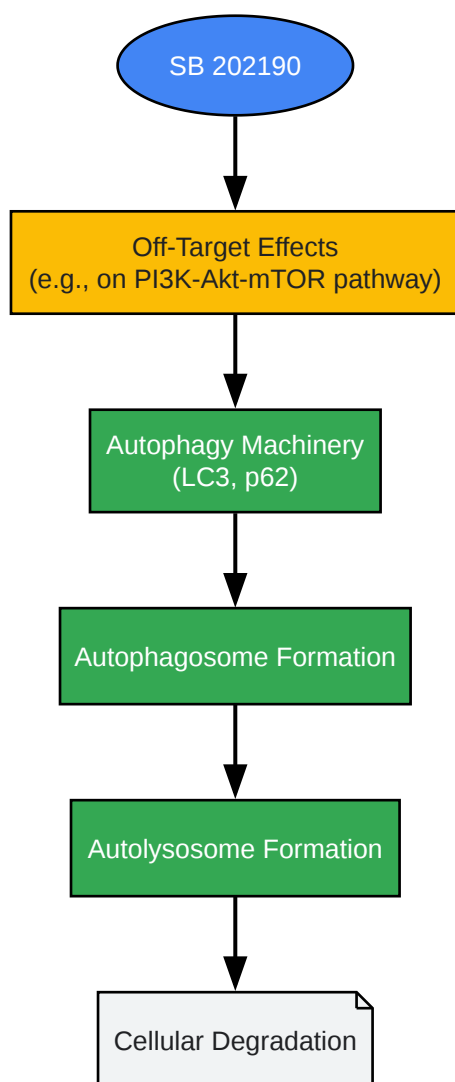 SB 202190
Off-Target Effects
(e.g., on PI3K-Akt-mTOR pathway)
Autophagy Machinery
(LC3, p62)
Autophagosome Formation
Autolysosome Formation
Cellular Degradation